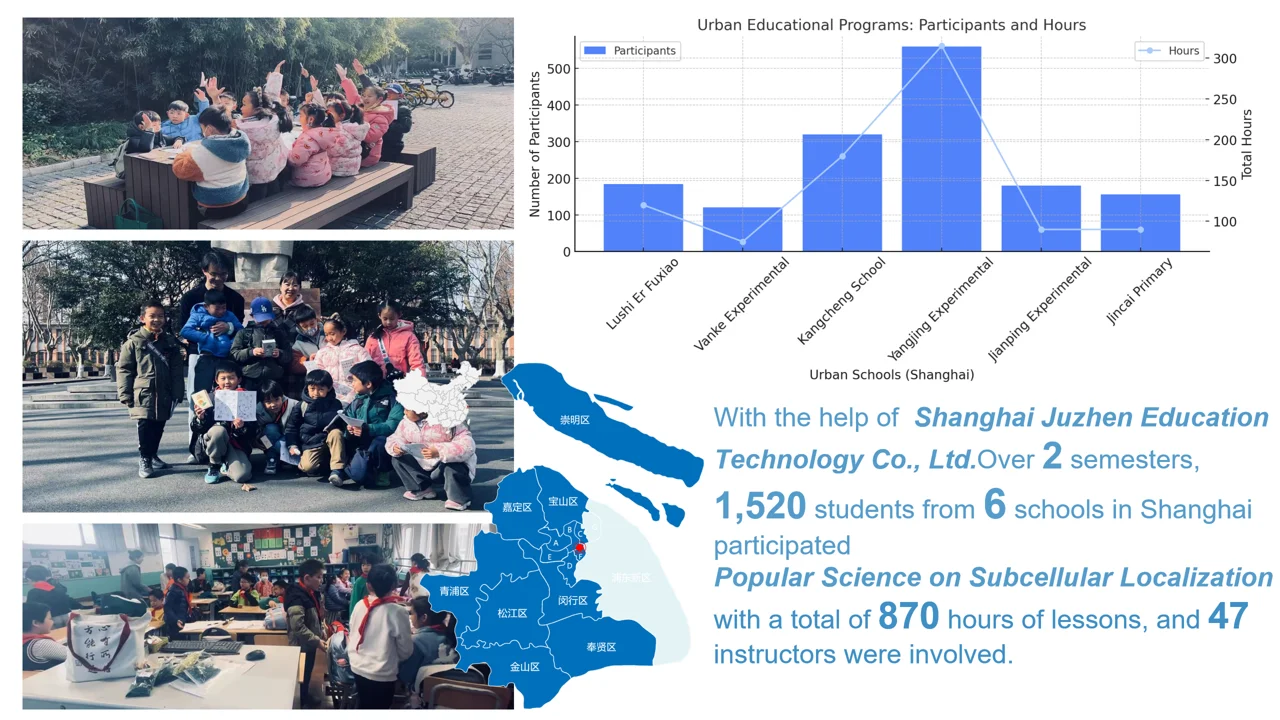 Urban Educational Programs: Participants and Hours
Participants
Hours
Number of Participants
500
400
300
200
100
0
Total Hours
300
250
200
150
100
Lushi Er Fuxiao
Vanke Experimental
Kangcheng School
Yangjing Experimental
Jianping Experimental
Jincai Primary
Urban Schools (Shanghai)
With the help of Shanghai Juzhen Education
Technology Co., Ltd.Over 2 semesters,
1,520 students from 6 schools in Shanghai
participated
Popular Science on Subcellular Localization
with a total of 870 hours of lessons, and 47
instructors were involved.
崇明区
宝山区
嘉定区
B
C
A
E
F
D
浦东新区
青浦区
闵行区
松江区
奉贤区
金山区